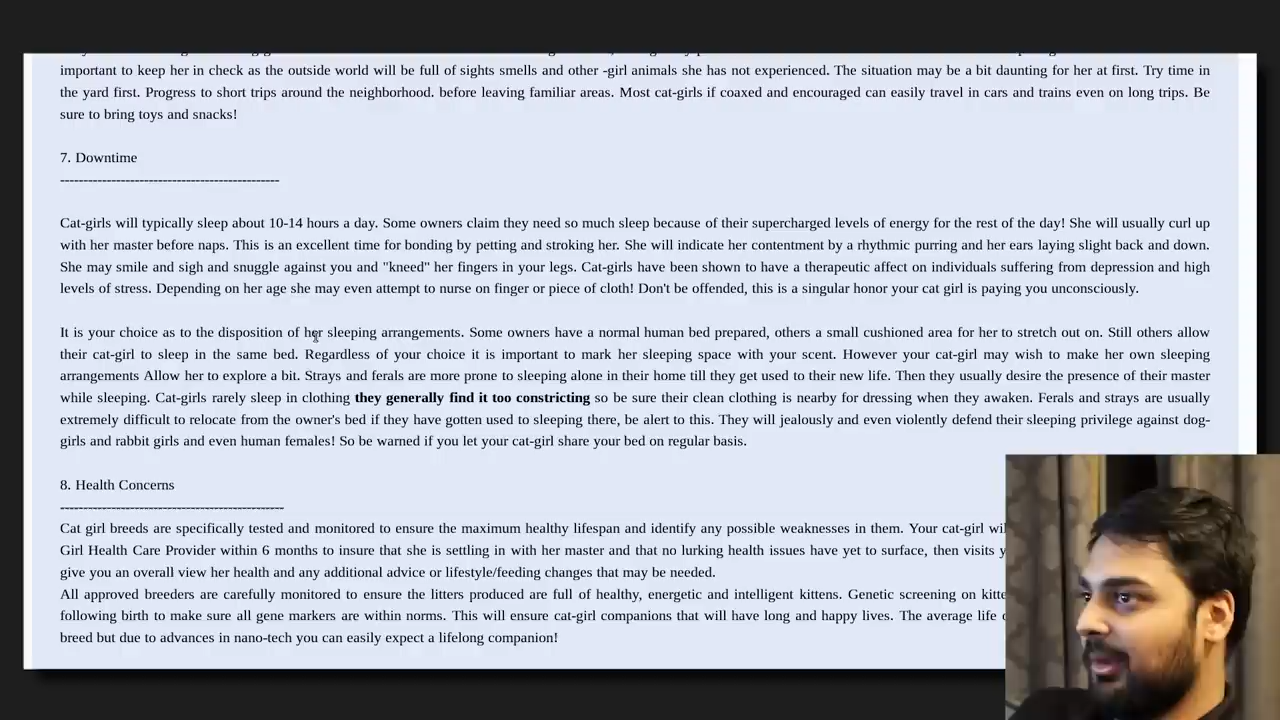 important to keep her in check as the outside world will be full of sights smells and other -girl animals she has not experienced. The situation may be a bit daunting for her at first. Try time in
the yard first. Progress to short trips around the neighborhood. before leaving familiar areas. Most cat-girls if coaxed and encouraged can easily travel in cars and trains even on long trips. Be
sure to bring toys and snacks!
7. Downtime
-----------------------------------------------
Cat-girls will typically sleep about 10-14 hours a day. Some owners claim they need so much sleep because of their supercharged levels of energy for the rest of the day! She will usually curl up
with her master before naps. This is an excellent time for bonding by petting and stroking her. She will indicate her contentment by a rhythmic purring and her ears laying slight back and down.
She may smile and sigh and snuggle against you and "kneed" her fingers in your legs. Cat-girls have been shown to have a therapeutic affect on individuals suffering from depression and high
levels of stress. Depending on her age she may even attempt to nurse on finger or piece of cloth! Don't be offended, this is a singular honor your cat girl is paying you unconsciously.
It is your choice as to the disposition of her sleeping arrangements. Some owners have a normal human bed prepared, others a small cushioned area for her to stretch out on. Still others allow
their cat-girl to sleep in the same bed. Regardless of your choice it is important to mark her sleeping space with your scent. However your cat-girl may wish to make her own sleeping
arrangements Allow her to explore a bit. Strays and ferals are more prone to sleeping alone in their home till they get used to their new life. Then they usually desire the presence of their master
while sleeping. Cat-girls rarely sleep in clothing they generally find it too constricting so be sure their clean clothing is nearby for dressing when they awaken. Ferals and strays are usually
extremely difficult to relocate from the owner's bed if they have gotten used to sleeping there, be alert to this. They will jealously and even violently defend their sleeping privilege against dog-
girls and rabbit girls and even human females! So be warned if you let your cat-girl share your bed on regular basis.
8. Health Concerns
------------------------------------------------
Cat girl breeds are specifically tested and monitored to ensure the maximum healthy lifespan and identify any possible weaknesses in them. Your cat-girl
Girl Health Care Provider within 6 months to insure that she is settling in with her master and that no lurking health issues have yet to surface, then visits
give you an overall view her health and any additional advice or lifestyle/feeding changes that may be needed.
All approved breeders are carefully monitored to ensure the litters produced are full of healthy, energetic and intelligent kittens. Genetic screening on
following birth to make sure all gene markers are within norms. This will ensure cat-girl companions that will have long and happy lives. The average life
breed but due to advances in nano-tech you can easily expect a lifelong companion!